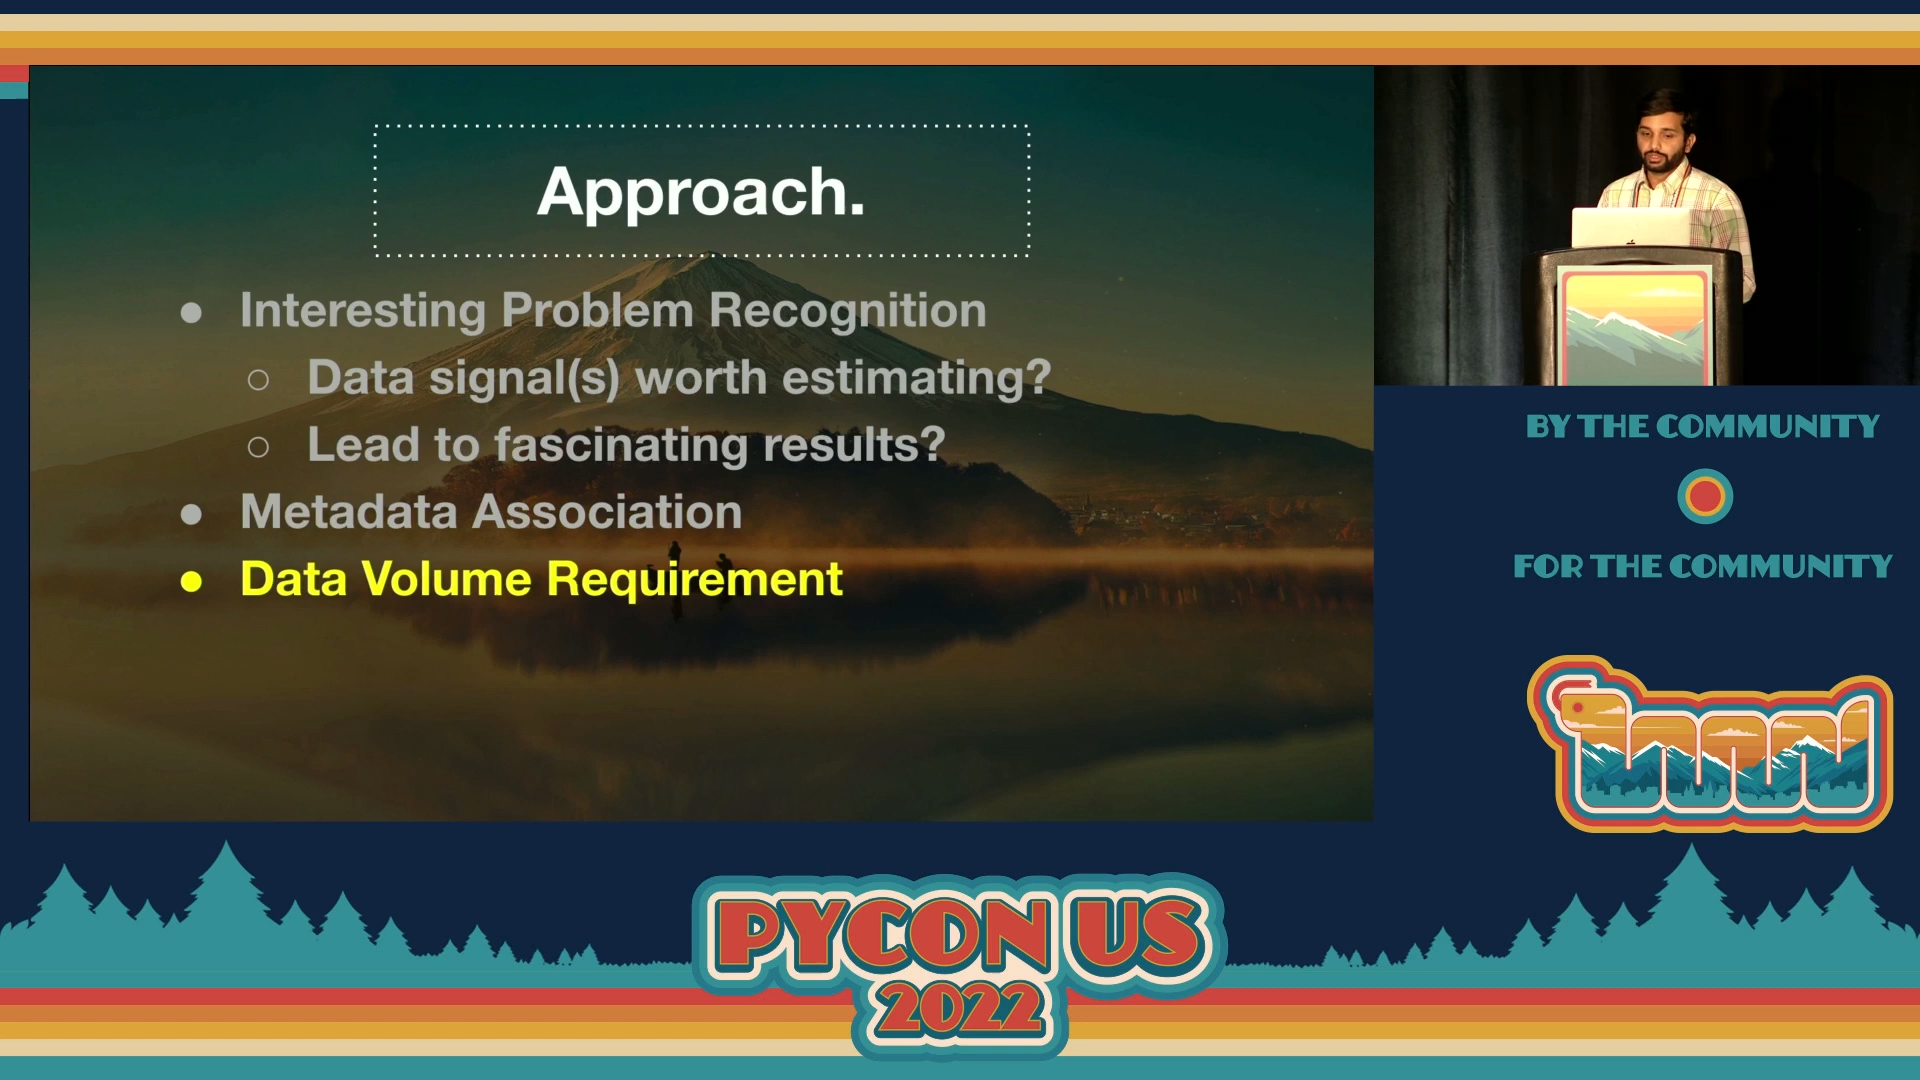 Approach.
● Interesting Problem Recognition
○ Data signal(s) worth estimating?
○ Lead to fascinating results?
● Metadata Association
● Data Volume Requirement
BY THE COMMUNITY
FOR THE COMMUNITY
PYCON US
2022